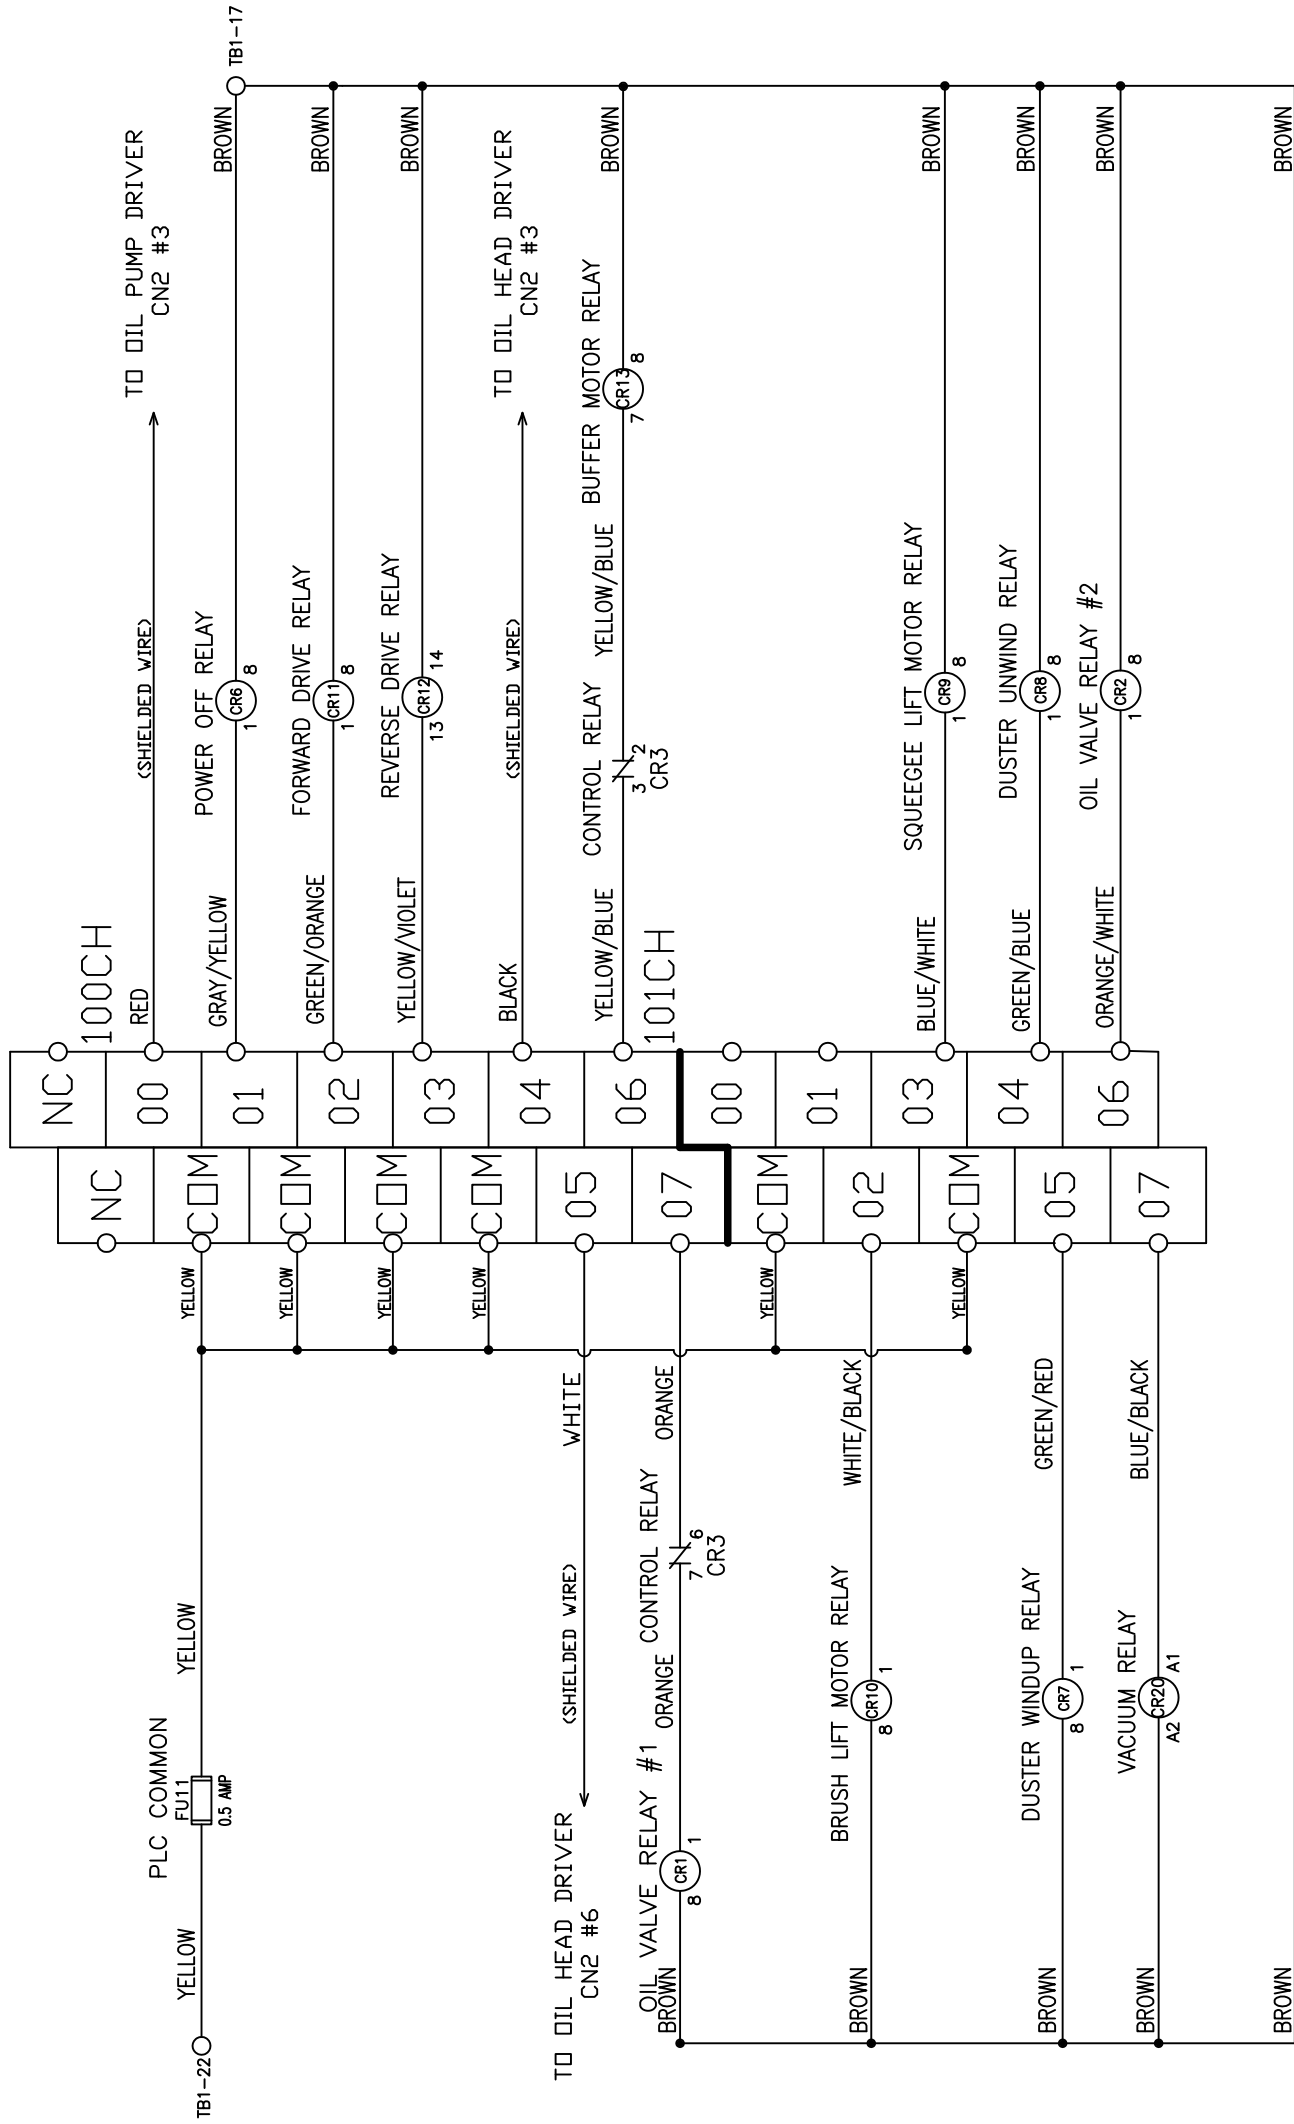 TB1-22
YELLOW
PLC COMMON
FU11
0.5 AMP
YELLOW
YELLOW
YELLOW
YELLOW
YELLOW
YELLOW
YELLOW
TO OIL HEAD DRIVER
CN2 #6
(SHIELDED WIRE)
WHITE
OIL VALVE RELAY #1
BROWN
8
CR1
1
ORANGE
CONTROL RELAY
7
6
CR3
ORANGE
BRUSH LIFT MOTOR RELAY
BROWN
8
CR10
1
WHITE/BLACK
DUSTER WINDUP RELAY
BROWN
8
CR7
1
GREEN/RED
VACUUM RELAY
BROWN
A2
CR20
A1
BLUE/BLACK
BROWN
NC
COM
COM
COM
COM
05
07
COM
02
COM
05
07
NC
00
01
02
03
04
06
00
01
03
04
06
100CH
RED
(SHIELDED WIRE)
TO OIL PUMP DRIVER
CN2 #3
GRAY/YELLOW
POWER OFF RELAY
1
CR6
8
BROWN
TB1-17
GREEN/ORANGE
FORWARD DRIVE RELAY
1
CR11
8
BROWN
YELLOW/VIOLET
REVERSE DRIVE RELAY
13
CR12
14
BROWN
BLACK
(SHIELDED WIRE)
TO OIL HEAD DRIVER
CN2 #3
YELLOW/BLUE
CONTROL RELAY
3
2
CR3
YELLOW/BLUE
BUFFER MOTOR RELAY
7
CR13
8
BROWN
101CH
BLUE/WHITE
SQUEEGEE LIFT MOTOR RELAY
1
CR9
8
BROWN
GREEN/BLUE
DUSTER UNWIND RELAY
1
CR8
8
BROWN
ORANGE/WHITE
OIL VALVE RELAY #2
1
CR2
8
BROWN
BROWN